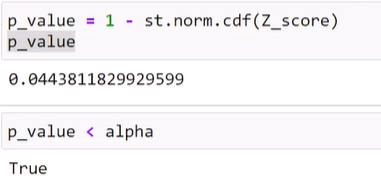 p_value = 1 - st.norm.cdf(Z_score)
p_value
0.0443811829929599
p_value < alpha
True